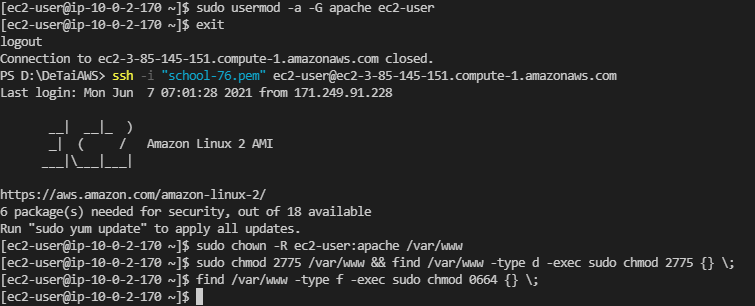 [ec2-user@ip-10-0-2-170 ~]$ sudo usermod -a -G apache ec2-user
[ec2-user@ip-10-0-2-170 ~]$ exit
logout
Connection to ec2-3-85-145-151.compute-1.amazonaws.com closed.
PS D:\DeTaiAWS> ssh -i "school-76.pem" ec2-user@ec2-3-85-145-151.compute-1.amazonaws.com
Last login: Mon Jun  7 07:01:28 2021 from 171.249.91.228

       __|  __|_  )
       _|  (     /   Amazon Linux 2 AMI
      ___|\___|___|

https://aws.amazon.com/amazon-linux-2/
6 package(s) needed for security, out of 18 available
Run "sudo yum update" to apply all updates.
[ec2-user@ip-10-0-2-170 ~]$ sudo chown -R ec2-user:apache /var/www
[ec2-user@ip-10-0-2-170 ~]$ sudo chmod 2775 /var/www && find /var/www -type d -exec sudo chmod 2775 {} \;
[ec2-user@ip-10-0-2-170 ~]$ find /var/www -type f -exec sudo chmod 0664 {} \;
[ec2-user@ip-10-0-2-170 ~]$